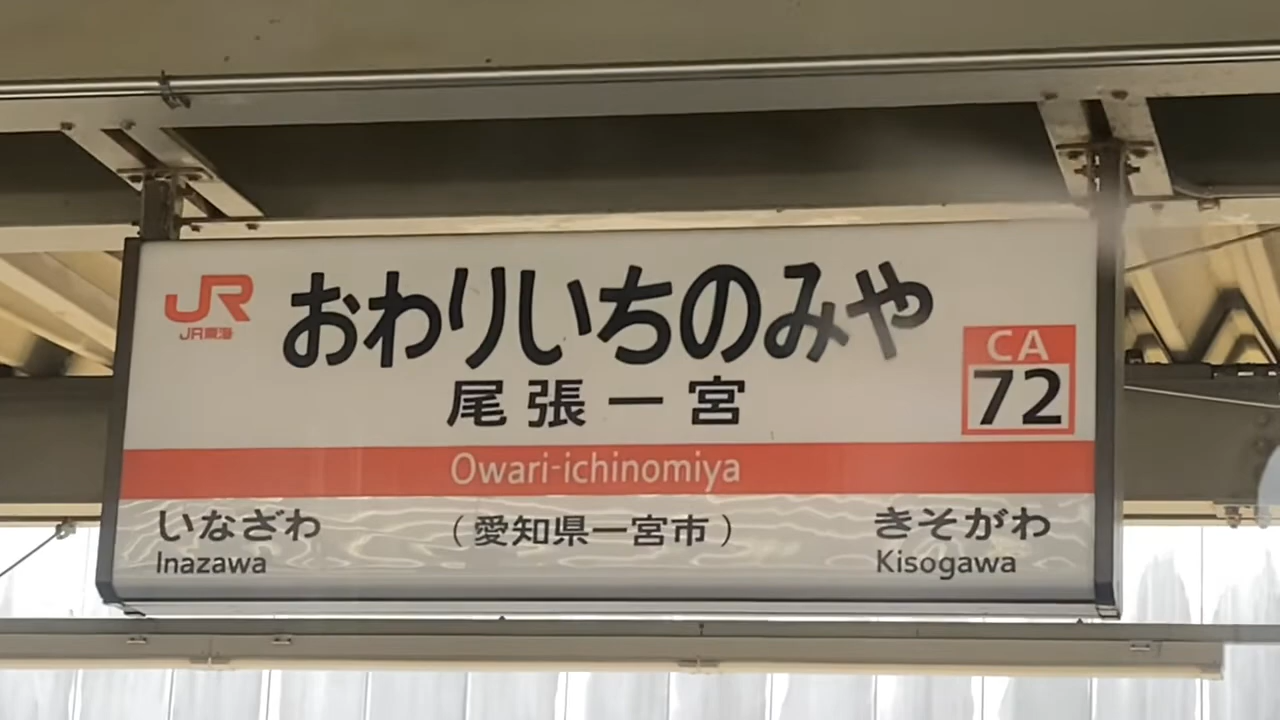 JR
JR東海
おわりいちのみや
尾張一宮
CA
72
Owari-ichinomiya
いなざわ
Inazawa
（愛知県一宮市）
きそがわ
Kisogawa